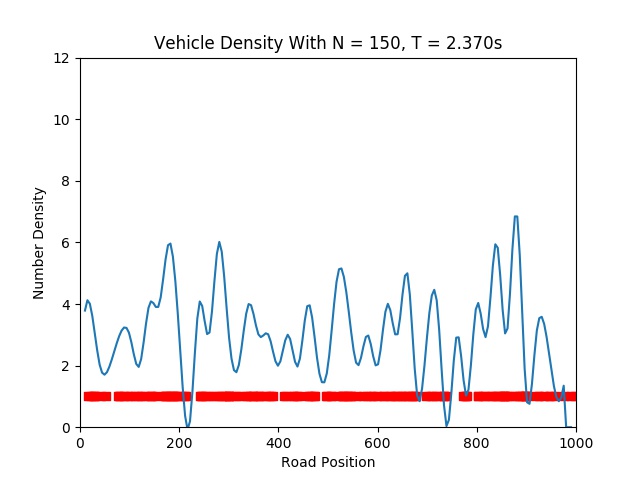 Vehicle Density With N = 150, T = 2.370s
12
10
8
6
4
2
0
Number Density
0 200 400 600 800 1000
Road Position